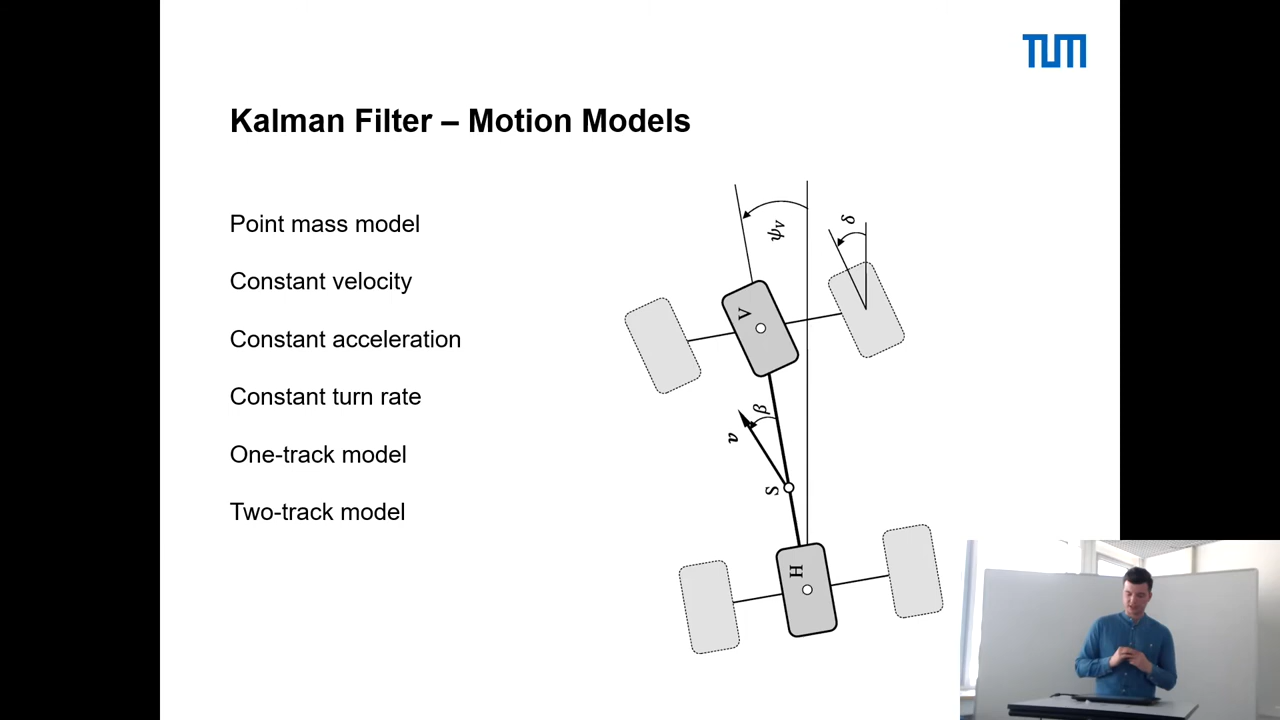 TUM
Kalman Filter – Motion Models
Point mass model
Constant velocity
Constant acceleration
Constant turn rate
One-track model
Two-track model
ψV
δ
V
β
v
S
H